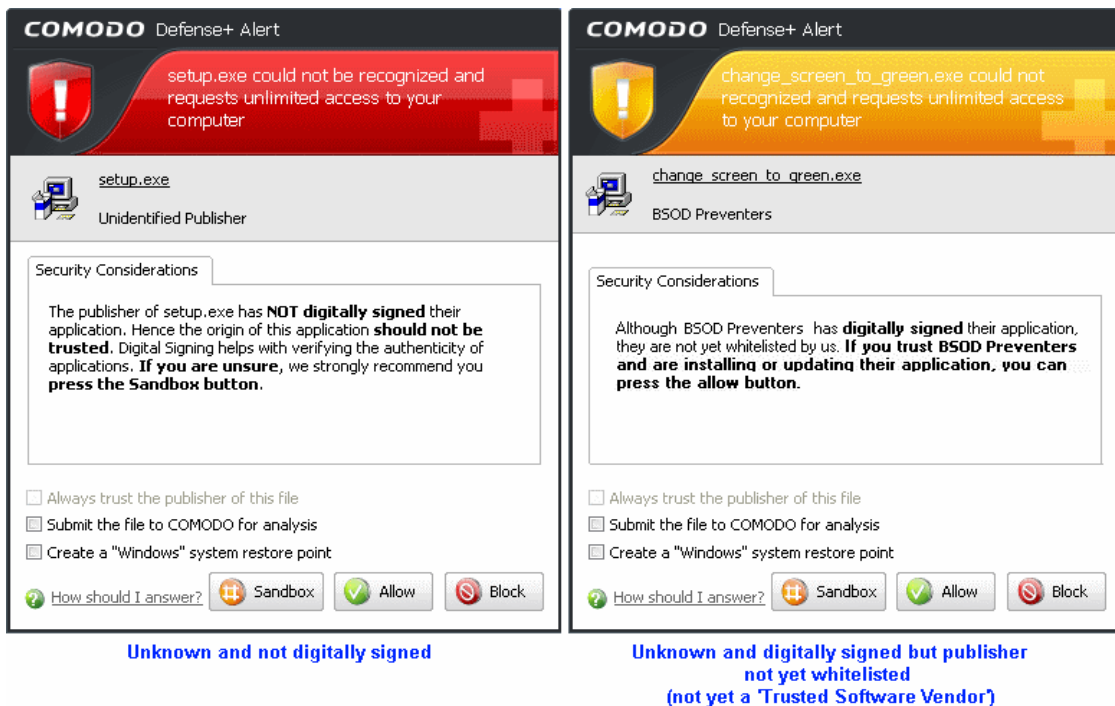 COMODO Defense+ Alert
setup.exe could not be recognized and
requests unlimited access to your
computer
setup.exe
Unidentified Publisher
Security Considerations
The publisher of setup.exe has NOT digitally signed their
application. Hence the origin of this application should not be
trusted. Digital Signing helps with verifying the authenticity of
applications. If you are unsure, we strongly recommend you
press the Sandbox button.
Always trust the publisher of this file
Submit the file to COMODO for analysis
Create a "Windows" system restore point
How should I answer? Sandbox Allow Block
Unknown and not digitally signed
COMODO Defense+ Alert
change_screen_to_green.exe could not
recognized and requests unlimited access
to your computer
change_screen_to_green.exe
BSOD Preventers
Security Considerations
Although BSOD Preventers has digitally signed their application,
they are not yet whitelisted by us. If you trust BSOD Preventers
and are installing or updating their application, you can
press the allow button.
Always trust the publisher of this file
Submit the file to COMODO for analysis
Create a "Windows" system restore point
How should I answer? Sandbox Allow Block
Unknown and digitally signed but publisher
not yet whitelisted
(not yet a 'Trusted Software Vendor')